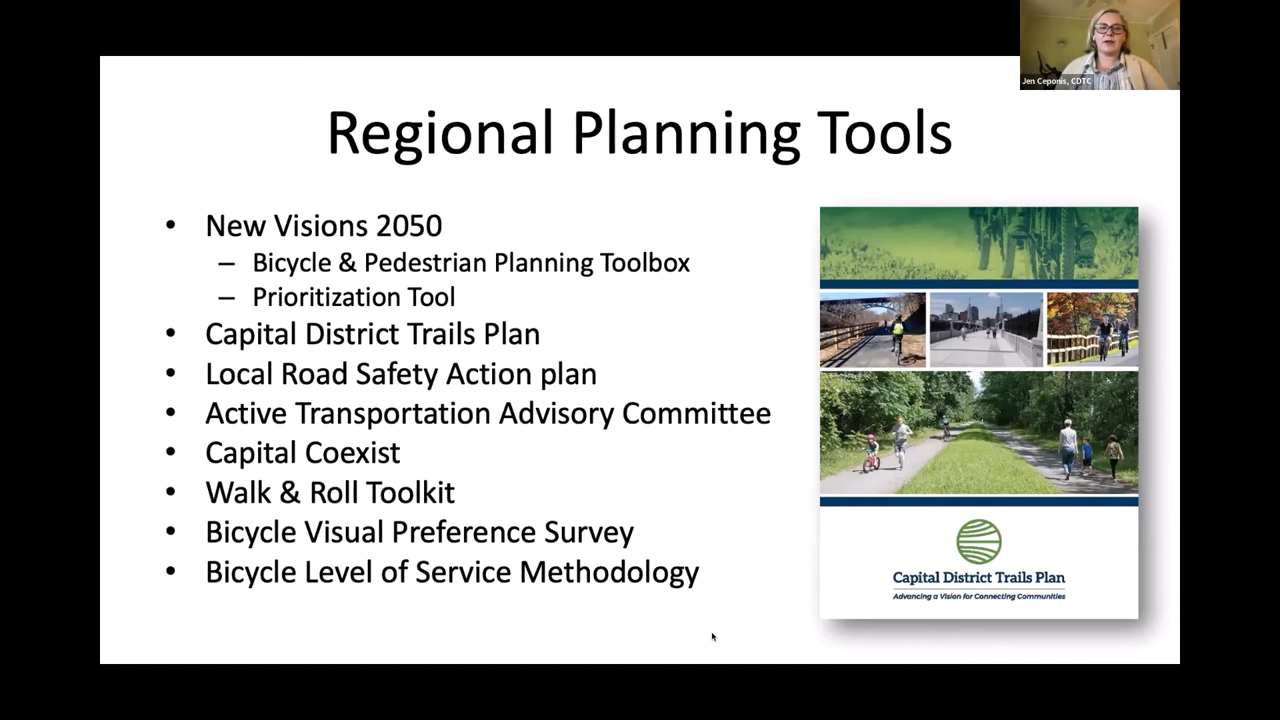 Jen Ceponis, CDTC
Regional Planning Tools
• New Visions 2050
– Bicycle & Pedestrian Planning Toolbox
– Prioritization Tool
• Capital District Trails Plan
• Local Road Safety Action plan
• Active Transportation Advisory Committee
• Capital Coexist
• Walk & Roll Toolkit
• Bicycle Visual Preference Survey
• Bicycle Level of Service Methodology
Capital District Trails Plan
Advancing a Vision for Connecting Communities